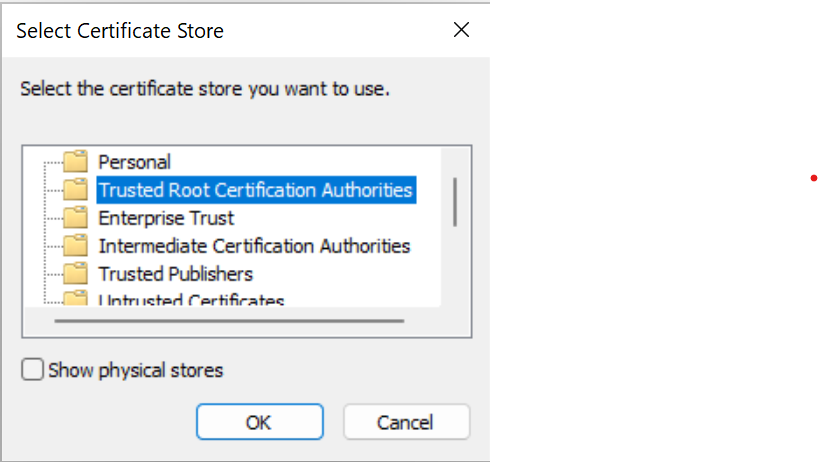 Select Certificate Store
Select the certificate store you want to use.
Personal
Trusted Root Certification Authorities
Enterprise Trust
Intermediate Certification Authorities
Trusted Publishers
Untrusted Certificates
Show physical stores
OK
Cancel